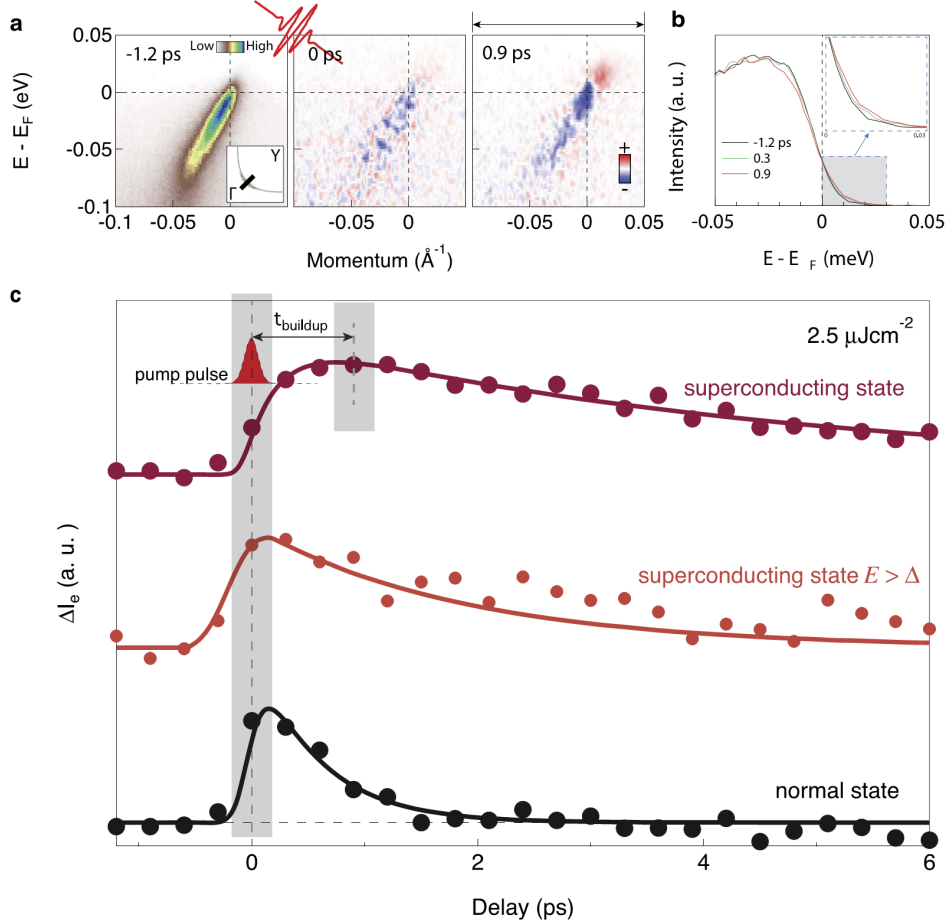 a
-1.2 ps
Low
High
0 ps
0.9 ps
0.05
0
-0.05
-0.1
E - E_F (eV)
Γ
Y
+
-
-0.1
-0.05
0
-0.05
0
-0.05
0
0.05
Momentum (Å⁻¹)
b
Intensity (a. u.)
-1.2 ps
0.3
0.9
0
0.03
-0.05
0
0.05
E - E_F (meV)
c
t_buildup
2.5 μJcm⁻²
pump pulse
superconducting state
superconducting state E > Δ
normal state
ΔI_e (a. u. )
0
2
4
6
Delay (ps)